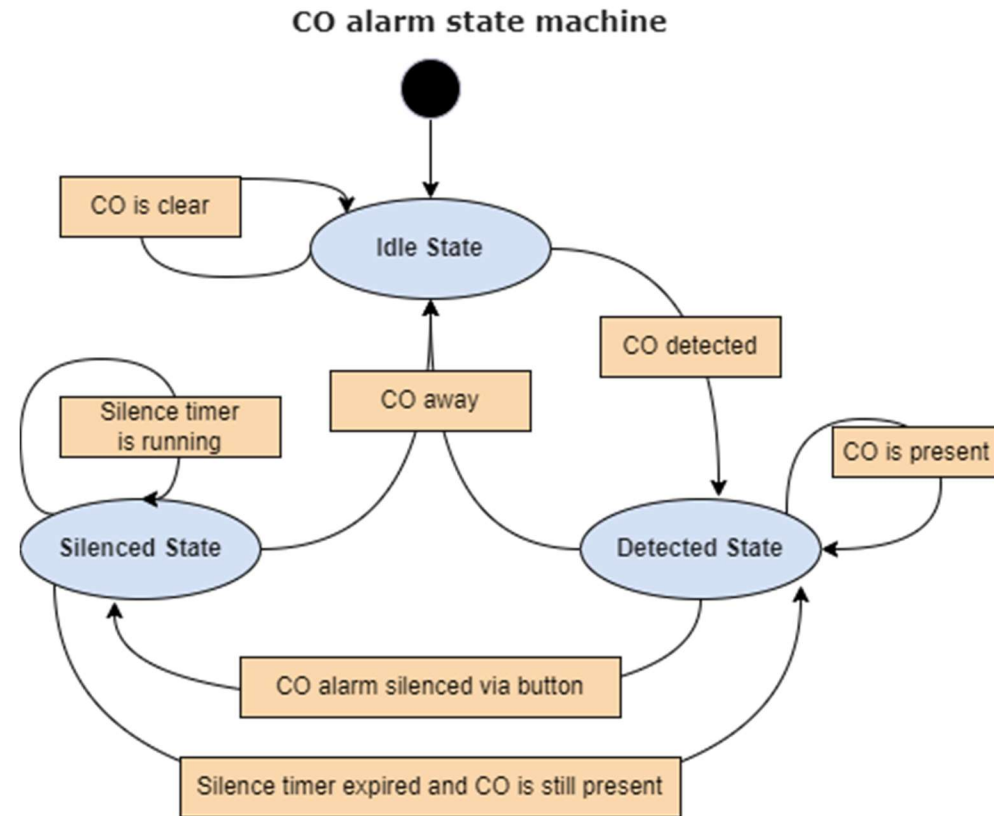 CO alarm state machine
CO is clear
Idle State
CO detected
CO away
Silence timer
is running
CO is present
Silenced State
Detected State
CO alarm silenced via button
Silence timer expired and CO is still present